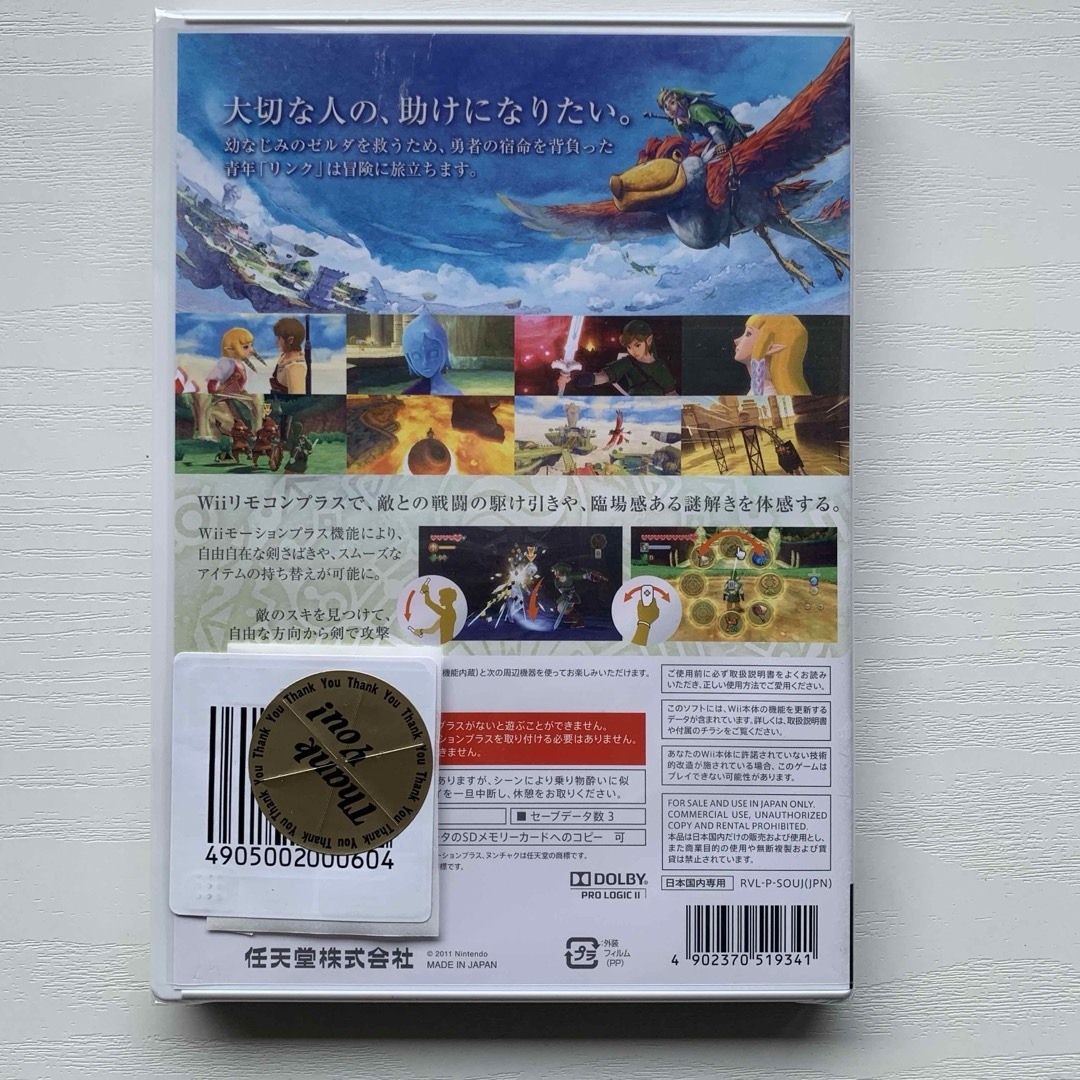 大切な人の、助けになりたい。
幼なじみのゼルダを救うため、勇者の宿命を背負った
青年「リンク」は冒険に旅立ちます。
Wiiリモコンプラスで、敵との戦闘の駆け引きや、臨場感ある謎解きを体感する。
Wiiモーションプラス機能により、
自由自在な剣さばきや、スムーズな
アイテムの持ち替えが可能に。
敵のスキを見つけて、
自由な方向から剣で攻撃
機能内蔵)と次の周辺機器を使ってお楽しみいただけます。
プラスがないと遊ぶことができません。
ションプラスを取り付ける必要はありません。
きません。
ありますが、シーンにより乗り物酔いに似
イを一旦中断し、休憩をお取りください。
■ セーブデータ数 3
ータのSDメモリーカードへのコピー 可
ーションプラス、ヌンチャクは任天堂の商標です。
標です。
DOLBY
PRO LOGIC II
ご使用前に必ず取扱説明書をよくお読み
いただき、正しい使用方法でご愛用ください。
このソフトには、Wii本体の機能を更新する
データが含まれています。詳しくは、取扱説明書
や付属のチラシをご覧ください。
あなたのWii本体に許諾されていない技術
的改造が施されている場合、このゲームは
プレイできない可能性があります。
FOR SALE AND USE IN JAPAN ONLY.
COMMERCIAL USE, UNAUTHORIZED
COPY AND RENTAL PROHIBITED.
本品は日本国内だけの販売および使用とし、
また商業目的の使用や無断複製および賃
貸は禁止されています。
日本国内専用 RVL-P-SOUJ(JPN)
Thank You Thank You Thank You Thank You Thank You Thank You
Thank
you!
4905002000604
任天堂株式会社
© 2011 Nintendo
MADE IN JAPAN
プラ
:外装
フィルム
(PP)
4 902370 519341